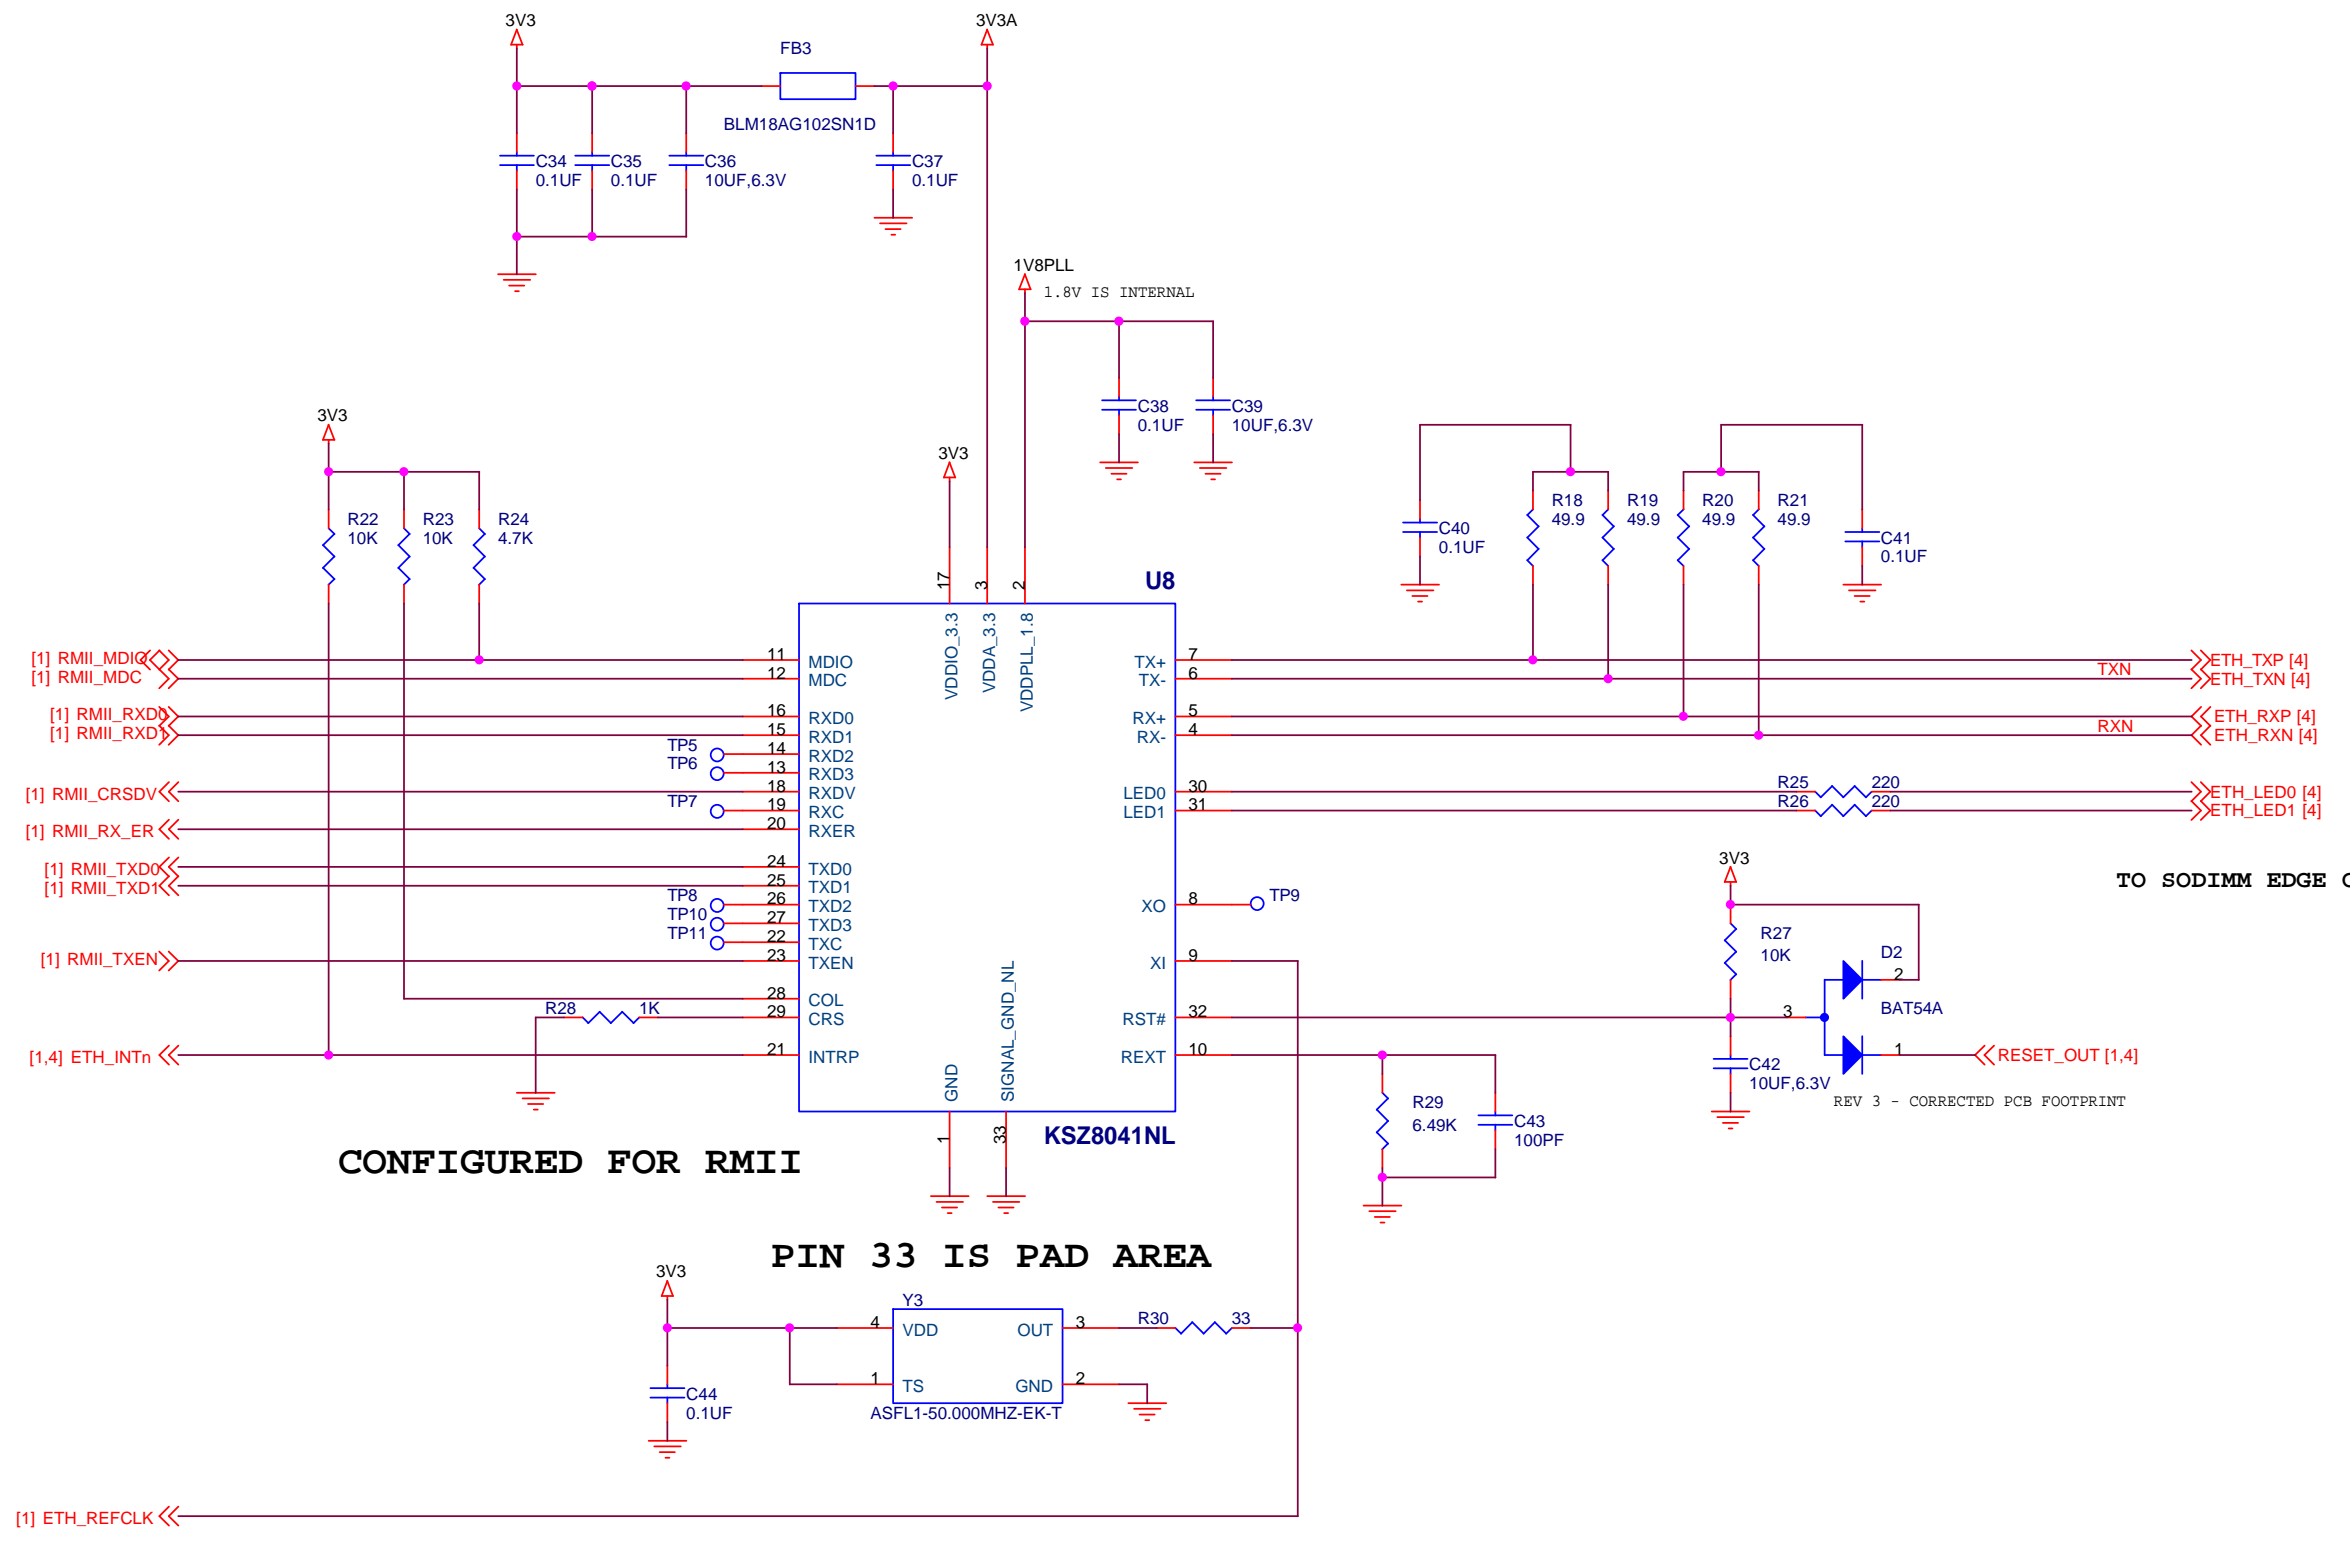 3V3
3V3A
FB3
BLM18AG102SN1D
C34
0.1UF
C35
0.1UF
C36
10UF,6.3V
C37
0.1UF
1V8PLL
1.8V IS INTERNAL
C38
0.1UF
C39
10UF,6.3V
3V3
3V3
R22
10K
R23
10K
R24
4.7K
C40
0.1UF
R18
49.9
R19
49.9
R20
49.9
R21
49.9
C41
0.1UF
U8
17
3
2
VDDIO_3.3
VDDA_3.3
VDDPLL_1.8
[1] RMII_MDIO
11
MDIO
[1] RMII_MDC
12
MDC
[1] RMII_RXD0
16
RXD0
[1] RMII_RXD1
15
RXD1
TP5
14
RXD2
TP6
13
RXD3
[1] RMII_CRSDV
18
RXDV
TP7
19
RXC
[1] RMII_RX_ER
20
RXER
[1] RMII_TXD0
24
TXD0
[1] RMII_TXD1
25
TXD1
TP8
26
TXD2
TP10
27
TXD3
TP11
22
TXC
[1] RMII_TXEN
23
TXEN
28
COL
R28
1K
29
CRS
[1,4] ETH_INTn
21
INTRP
TX+
7
ETH_TXP [4]
TX-
6
TXN
ETH_TXN [4]
RX+
5
ETH_RXP [4]
RX-
4
RXN
ETH_RXN [4]
LED0
30
R25
220
ETH_LED0 [4]
LED1
31
R26
220
ETH_LED1 [4]
TO SODIMM EDGE
XO
8
TP9
XI
9
RST#
32
REXT
10
3V3
R27
10K
D2
2
BAT54A
3
1
RESET_OUT [1,4]
C42
10UF,6.3V
REV 3 - CORRECTED PCB FOOTPRINT
R29
6.49K
C43
100PF
GND
SIGNAL_GND_NL
1
33
KSZ8041NL
CONFIGURED FOR RMII
PIN 33 IS PAD AREA
3V3
Y3
4
VDD
OUT
3
R30
33
1
TS
GND
2
ASFL1-50.000MHZ-EK-T
C44
0.1UF
[1] ETH_REFCLK